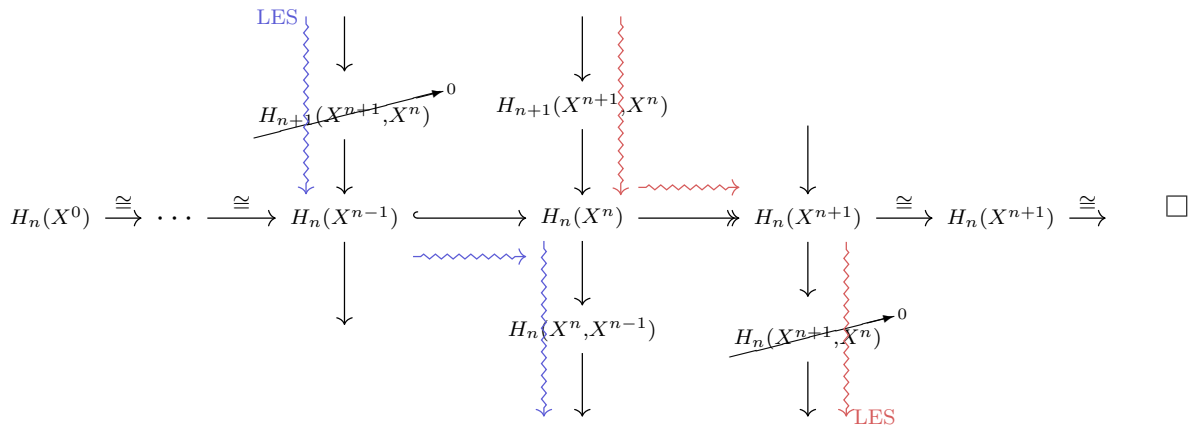 LES
0
H_{n+1}(X^{n+1}, X^n) H_{n+1}(X^{n+1}, X^n)
H_n(X^0) ≅ ⋯ ≅ H_n(X^{n-1}) H_n(X^n) H_n(X^{n+1}) ≅ H_n(X^{n+1}) ≅ □
H_n(X^n, X^{n-1}) H_n(X^{n+1}, X^n) 0
LES